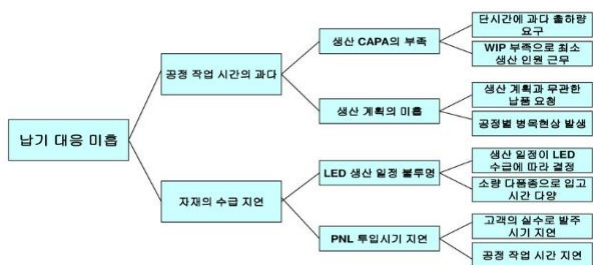 납기 대응 미흡
공정 작업 시간의 과다
자재의 수급 지연
생산 CAPA의 부족
생산 계획의 미흡
LED 생산 일정 불투명
PNL 투입시기 지연
단시간에 과다 출하량
요구
WIP 부족으로 최소
생산 인원 근무
생산 계획과 무관한
납품 요청
공정별 병목현상 발생
생산 일정이 LED
수급에 따라 결정
소량 다품종으로 입고
시간 다양
고객의 실수로 발주
시기 지연
공정 작업 시간 지연